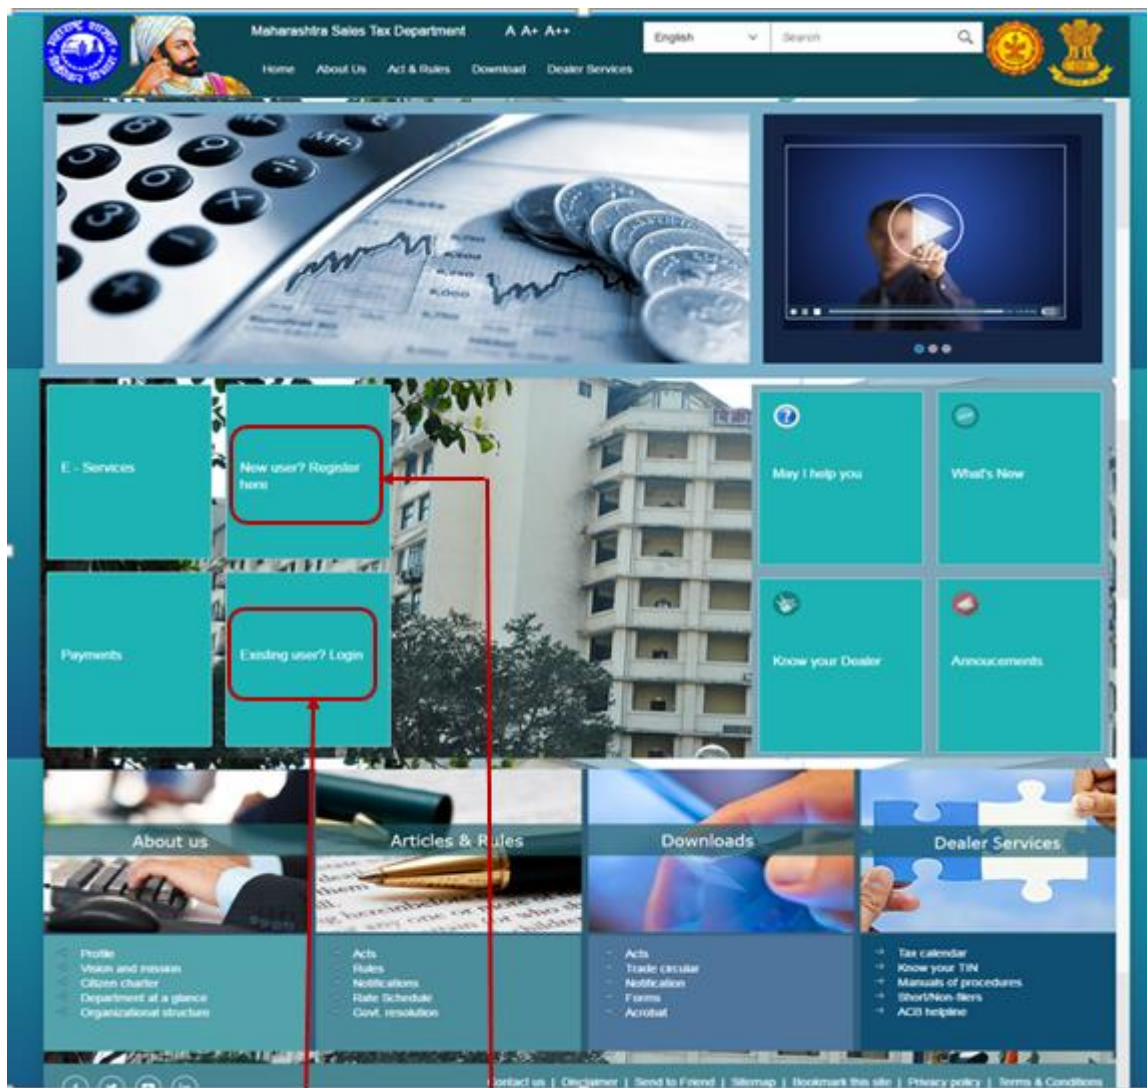 Maharashtra Sales Tax Department A A+ A++
English
Search
Home About Us Act & Rules Download Dealer Services
E - Services
New user? Register
here
May I help you
What's New
Payments
Existing user? Login
Know your Dealer
Annoucements
About us
Articles & Rules
Downloads
Dealer Services
Profile
Vision and mission
Citizen charter
Department at a glance
Organizational structure
Acts
Rules
Notifications
Rate Schedule
Govt. resolution
Acts
Trade circular
Notification
Forms
Acrobat
Tax calendar
Know your TIN
Manuals of procedures
Short/Non-filers
ACB helpline
Contact us | Disclaimer | Send to Friend | Sitemap | Bookmark this site | Privacy policy | Terms & Conditions